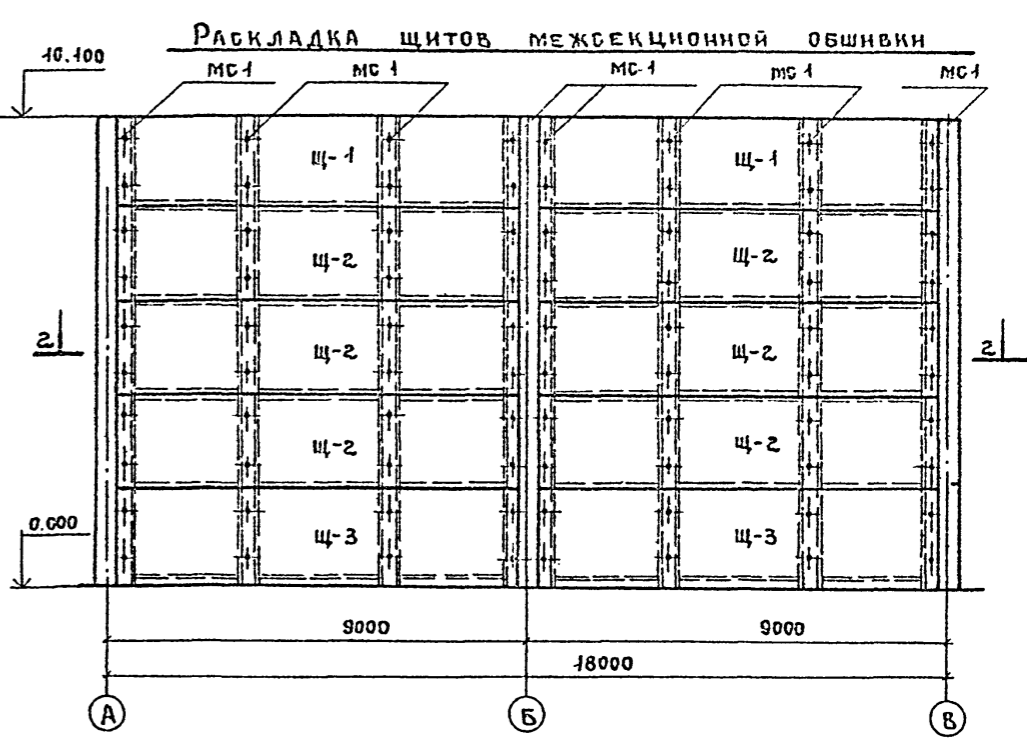 РАСКЛАДКА ЩИТОВ МЕЖСЕКЦИОННОЙ ОБШИВКИ
10.100
МС 1 МС 1 МС-1 МС 1 МС 1
Щ-1 Щ-1
Щ-2 Щ-2
2 Щ-2 Щ-2 2
Щ-2 Щ-2
0.000
Щ-3 Щ-3
9000 9000
18000
А Б В